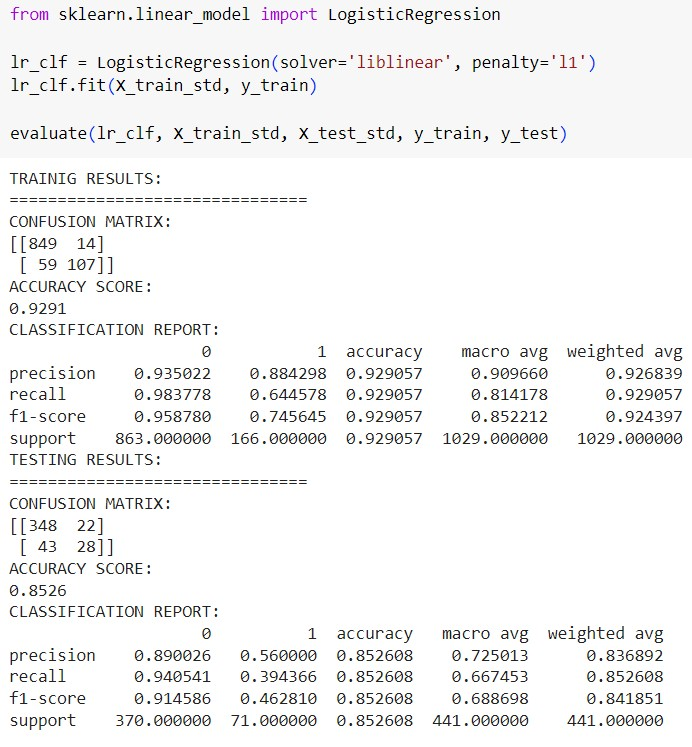 from sklearn.linear_model import LogisticRegression
lr_clf = LogisticRegression(solver='liblinear', penalty='l1')
lr_clf.fit(X_train_std, y_train)
evaluate(lr_clf, X_train_std, X_test_std, y_train, y_test)
TRAINIG RESULTS:
===============================
CONFUSION MATRIX:
[[849  14]
 [ 59 107]]
ACCURACY SCORE:
0.9291
CLASSIFICATION REPORT:
                    0           1  accuracy    macro avg  weighted avg
precision    0.935022    0.884298  0.929057     0.909660      0.926839
recall       0.983778    0.644578  0.929057     0.814178      0.929057
f1-score     0.958780    0.745645  0.929057     0.852212      0.924397
support    863.000000  166.000000  0.929057  1029.000000   1029.000000
TESTING RESULTS:
===============================
CONFUSION MATRIX:
[[348  22]
 [ 43  28]]
ACCURACY SCORE:
0.8526
CLASSIFICATION REPORT:
                    0          1  accuracy   macro avg  weighted avg
precision    0.890026   0.560000  0.852608    0.725013      0.836892
recall       0.940541   0.394366  0.852608    0.667453      0.852608
f1-score     0.914586   0.462810  0.852608    0.688698      0.841851
support    370.000000  71.000000  0.852608  441.000000    441.000000